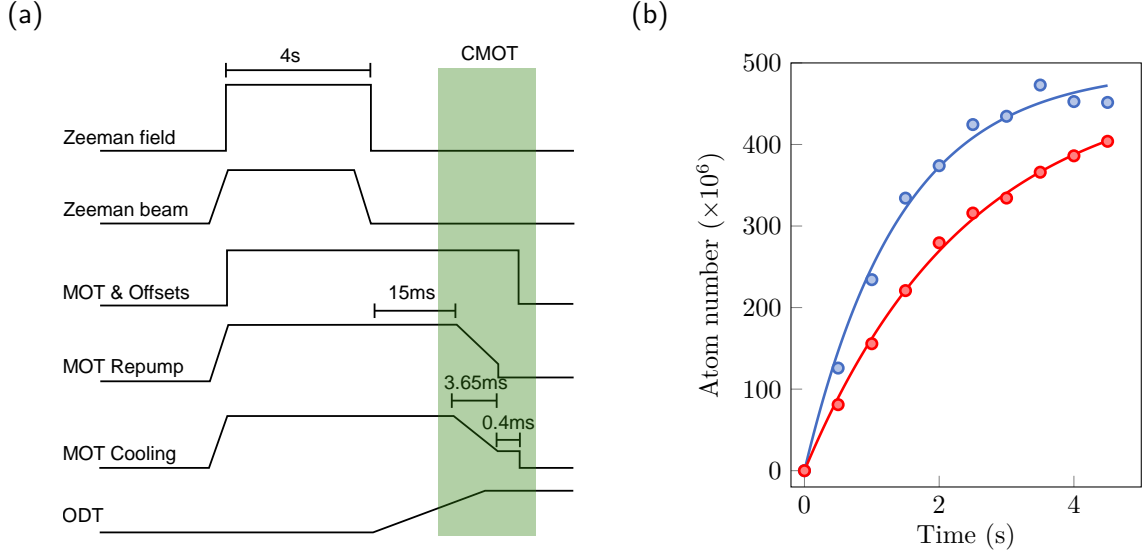 (a)
4s
CMOT
Zeeman field
Zeeman beam
MOT & Offsets
15ms
MOT Repump
3.65ms
0.4ms
MOT Cooling
ODT
(b)
500
400
300
200
100
0
0
2
4
Atom number (×10⁶)
Time (s)